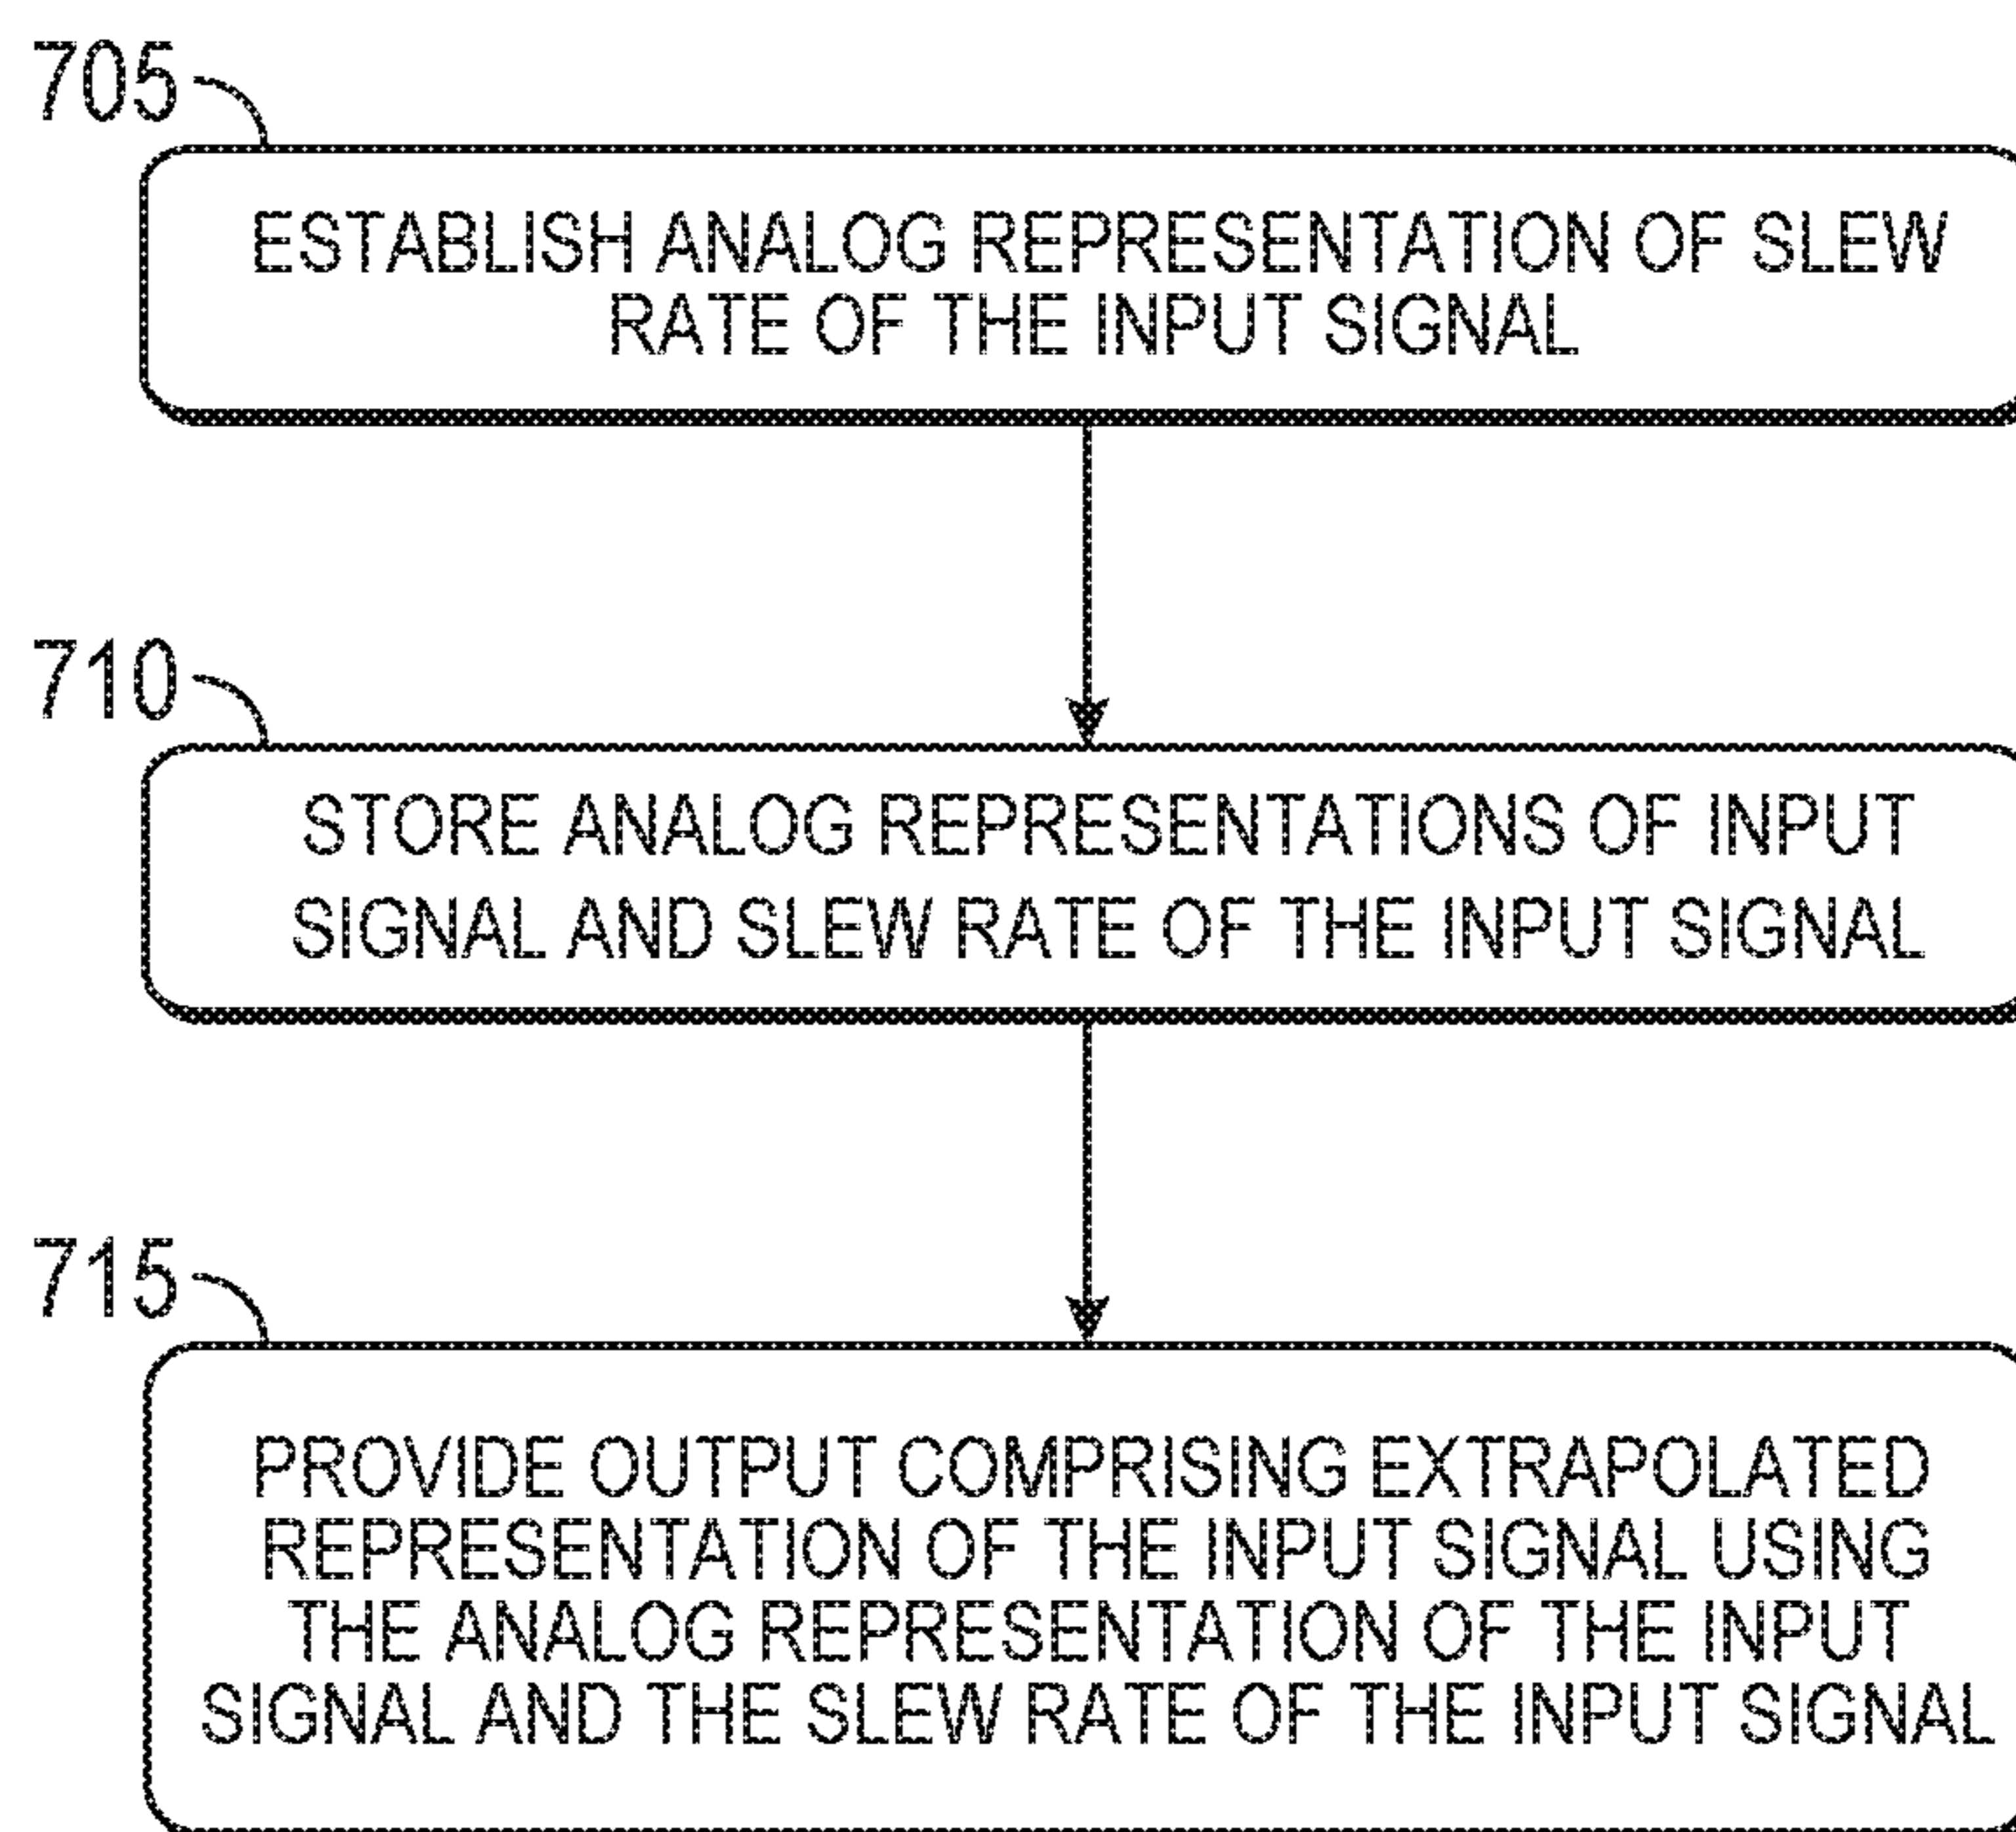 705
ESTABLISH ANALOG REPRESENTATION OF SLEW
RATE OF THE INPUT SIGNAL
710
STORE ANALOG REPRESENTATIONS OF INPUT
SIGNAL AND SLEW RATE OF THE INPUT SIGNAL
715
PROVIDE OUTPUT COMPRISING EXTRAPOLATED
REPRESENTATION OF THE INPUT SIGNAL USING
THE ANALOG REPRESENTATION OF THE INPUT
SIGNAL AND THE SLEW RATE OF THE INPUT SIGNAL